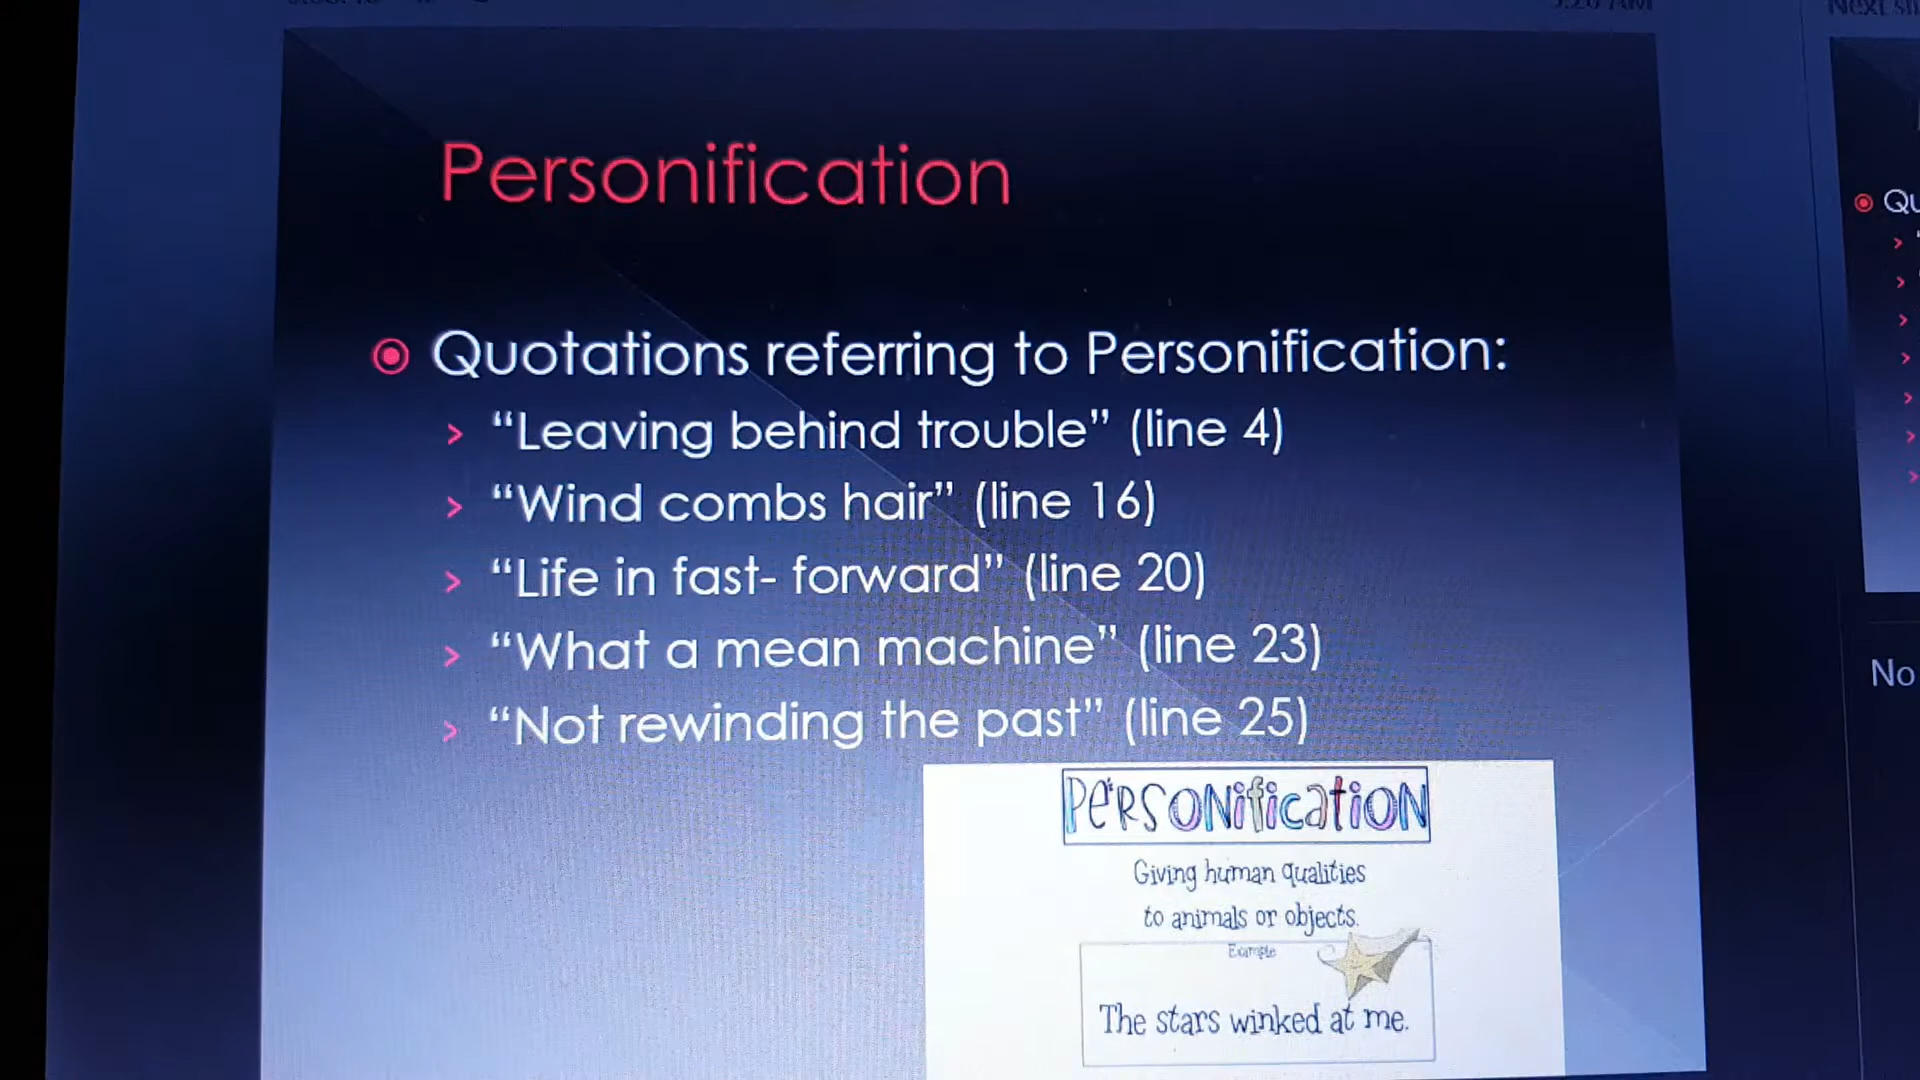 Personification
Quotations referring to Personification:
“Leaving behind trouble” (line 4)
“Wind combs hair” (line 16)
“Life in fast- forward” (line 20)
“What a mean machine” (line 23)
“Not rewinding the past” (line 25)
PERSONification
Giving human qualities
to animals or objects.
Example
The stars winked at me.
No